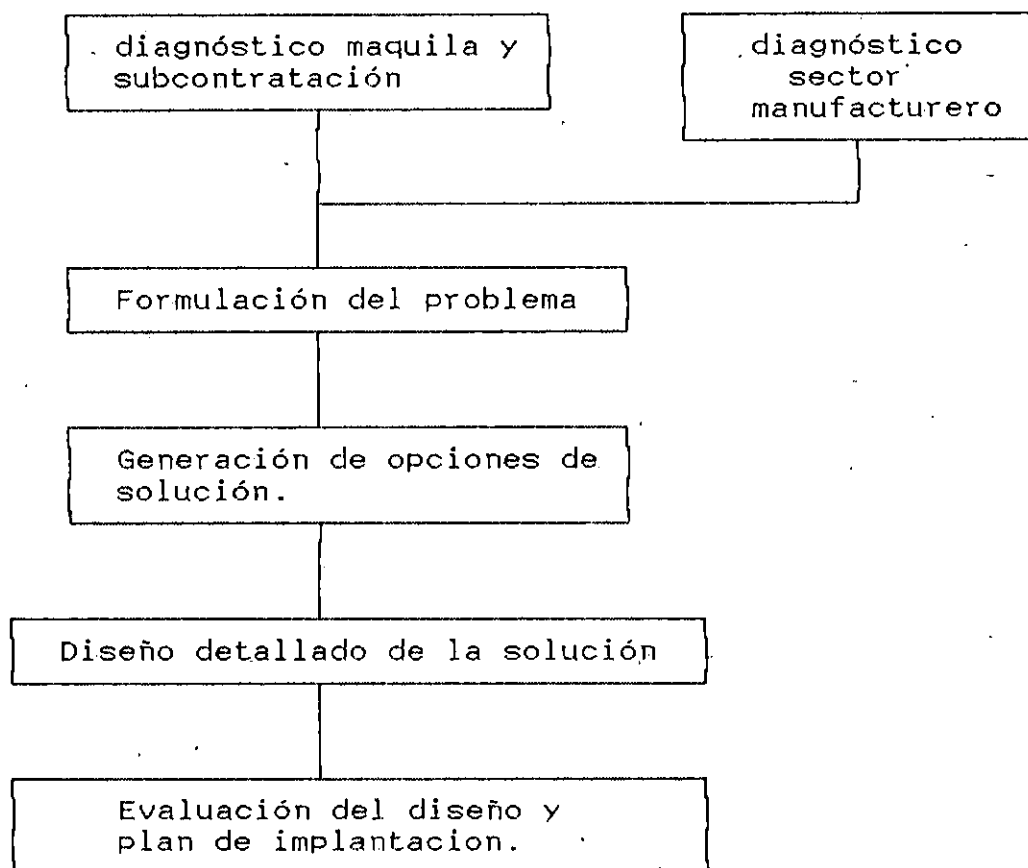 diagnóstico maquila y
subcontratación
diagnóstico
sector
manufacturero
Formulación del problema
Generación de opciones de
solución.
Diseño detallado de la solución
Evaluación del diseño y
plan de implantacion.